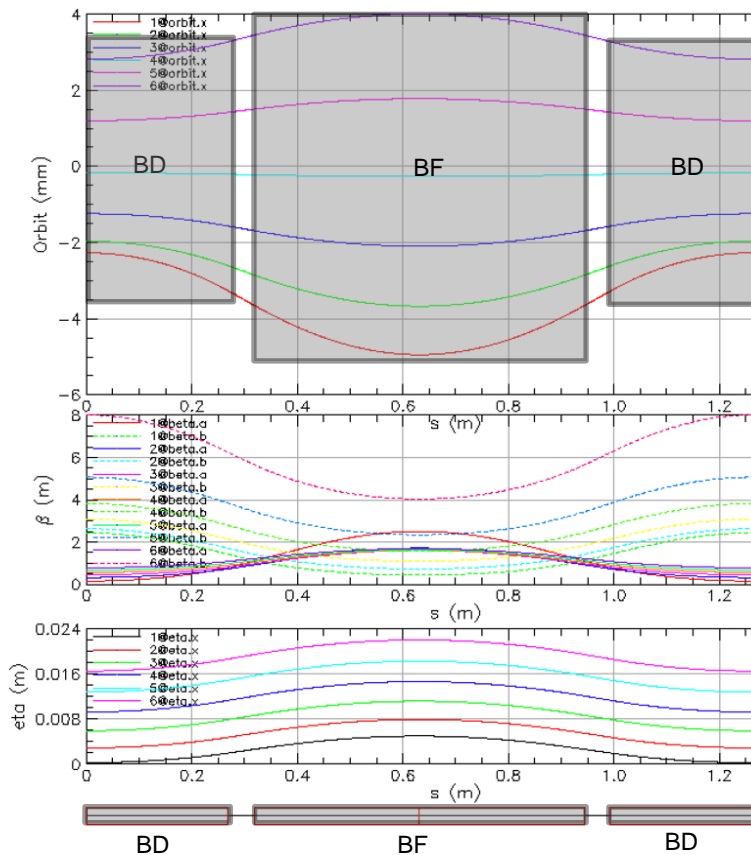 4
2
0
-2
-4
-6
Orbit (mm)
1@orbit.x
2@orbit.x
3@orbit.x
4@orbit.x
5@orbit.x
6@orbit.x
BD
BF
BD
0 0.2 0.4 0.6 0.8 1.0 1.2
s (m)
8
6
4
2
0
β (m)
1@beta.a
1@beta.b
2@beta.a
2@beta.b
3@beta.a
3@beta.b
4@beta.a
4@beta.b
5@beta.a
5@beta.b
6@beta.a
6@beta.b
0 0.2 0.4 0.6 0.8 1.0 1.2
s (m)
0.024
0.016
0.008
0
eta (m)
1@eta.x
2@eta.x
3@eta.x
4@eta.x
5@eta.x
6@eta.x
0 0.2 0.4 0.6 0.8 1.0 1.2
s (m)
BD BF BD